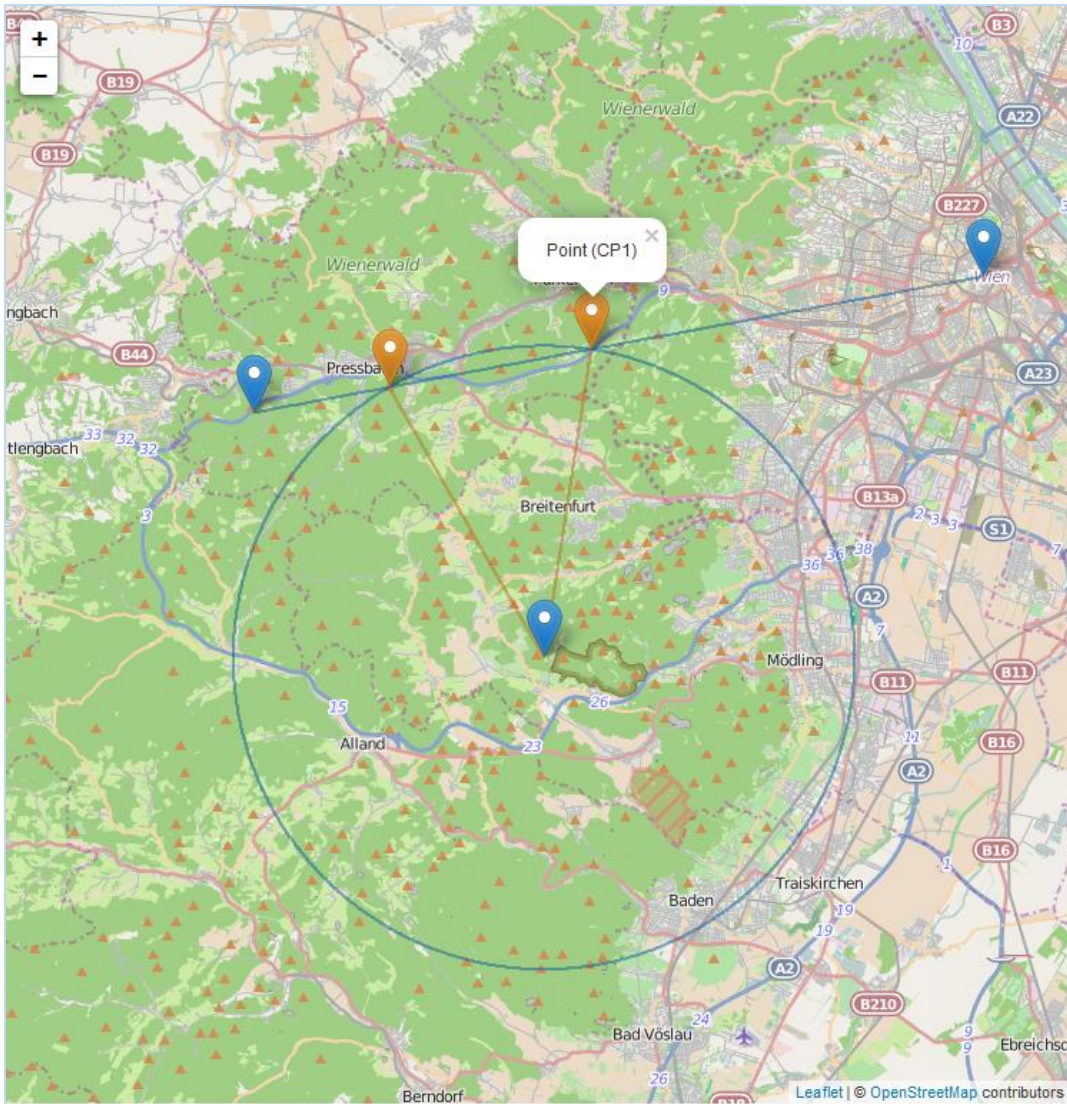 +
−
B19
B19
B3
10
A22
Wienerwald
B227
Point (CP1)
×
Wienerwald
9
Wien
ngbach
B44
A23
tlengbach
33
32
32
3
Breitenfurt
B13a
2
3
3
S1
7
36
38
36
A2
7
Mödling
B11
B11
26
15
11
B16
Alland
23
A2
B16
1
Traiskirchen
Baden
19
19
A2
B210
24
9
9
Bad Vöslau
Ebreichsd
26
Berndorf
Leaflet | © OpenStreetMap contributors